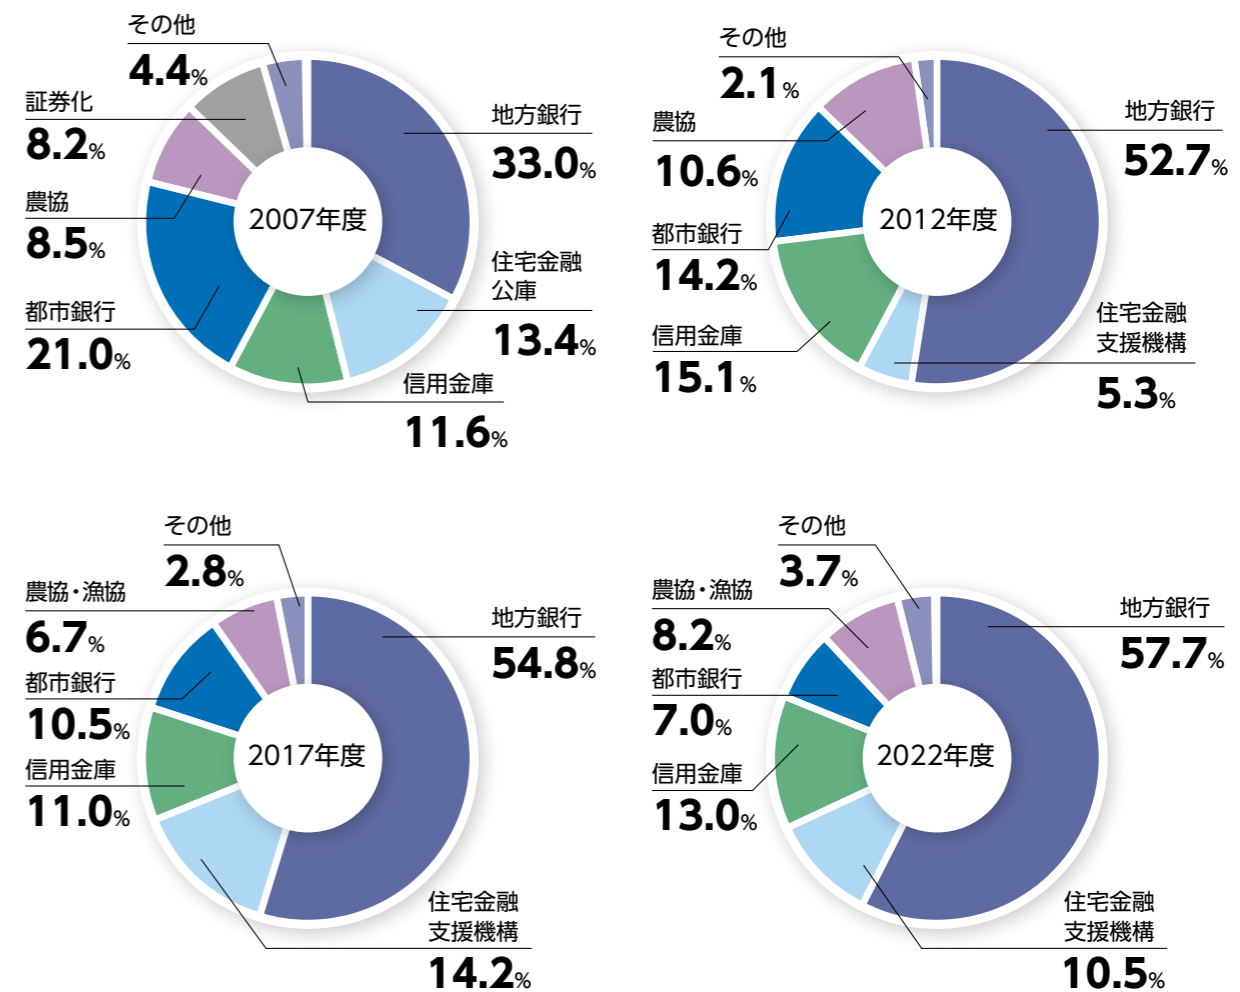 2007年度
その他
4.4%
証券化
8.2%
農協
8.5%
都市銀行
21.0%
地方銀行
33.0%
住宅金融
公庫
13.4%
信用金庫
11.6%
2012年度
その他
2.1%
農協
10.6%
都市銀行
14.2%
信用金庫
15.1%
地方銀行
52.7%
住宅金融
支援機構
5.3%
2017年度
その他
2.8%
農協・漁協
6.7%
都市銀行
10.5%
信用金庫
11.0%
地方銀行
54.8%
住宅金融
支援機構
14.2%
2022年度
その他
3.7%
農協・漁協
8.2%
都市銀行
7.0%
信用金庫
13.0%
地方銀行
57.7%
住宅金融
支援機構
10.5%